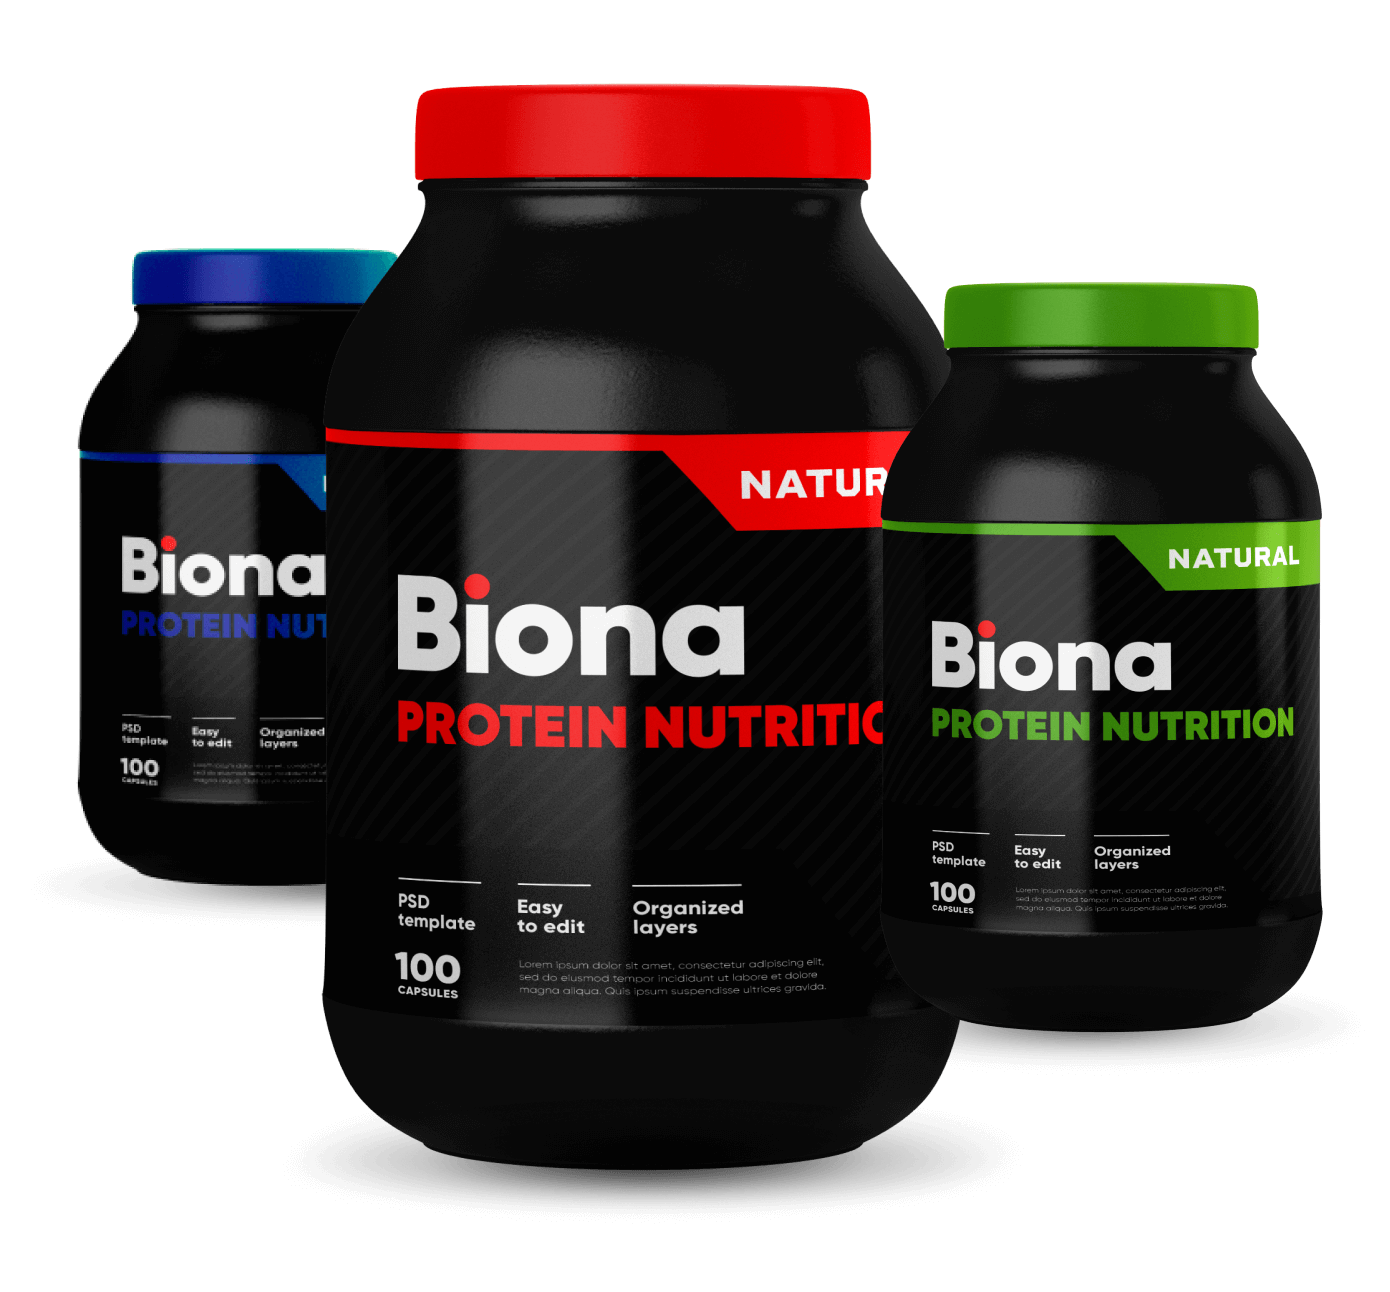 Biona
PROTEIN NUT
PSD
template
Easy
to edit
Organized
layers
100
CAPSULES
NATUR
Biona
PROTEIN NUTRITIO
PSD
template
Easy
to edit
Organized
layers
100
CAPSULES
Lorem ipsum dolor sit amet, consectetur adipiscing elit,
sed do eiusmod tempor incididunt ut labore et dolore
magna aliqua. Quis ipsum suspendisse ultrices gravida.
NATURAL
Biona
PROTEIN NUTRITION
PSD
template
Easy
to edit
Organized
layers
100
CAPSULES
Lorem ipsum dolor sit amet, consectetur adipiscing elit,
sed do eiusmod tempor incididunt ut labore et dolore
magna aliqua. Quis ipsum suspendisse ultrices gravida.